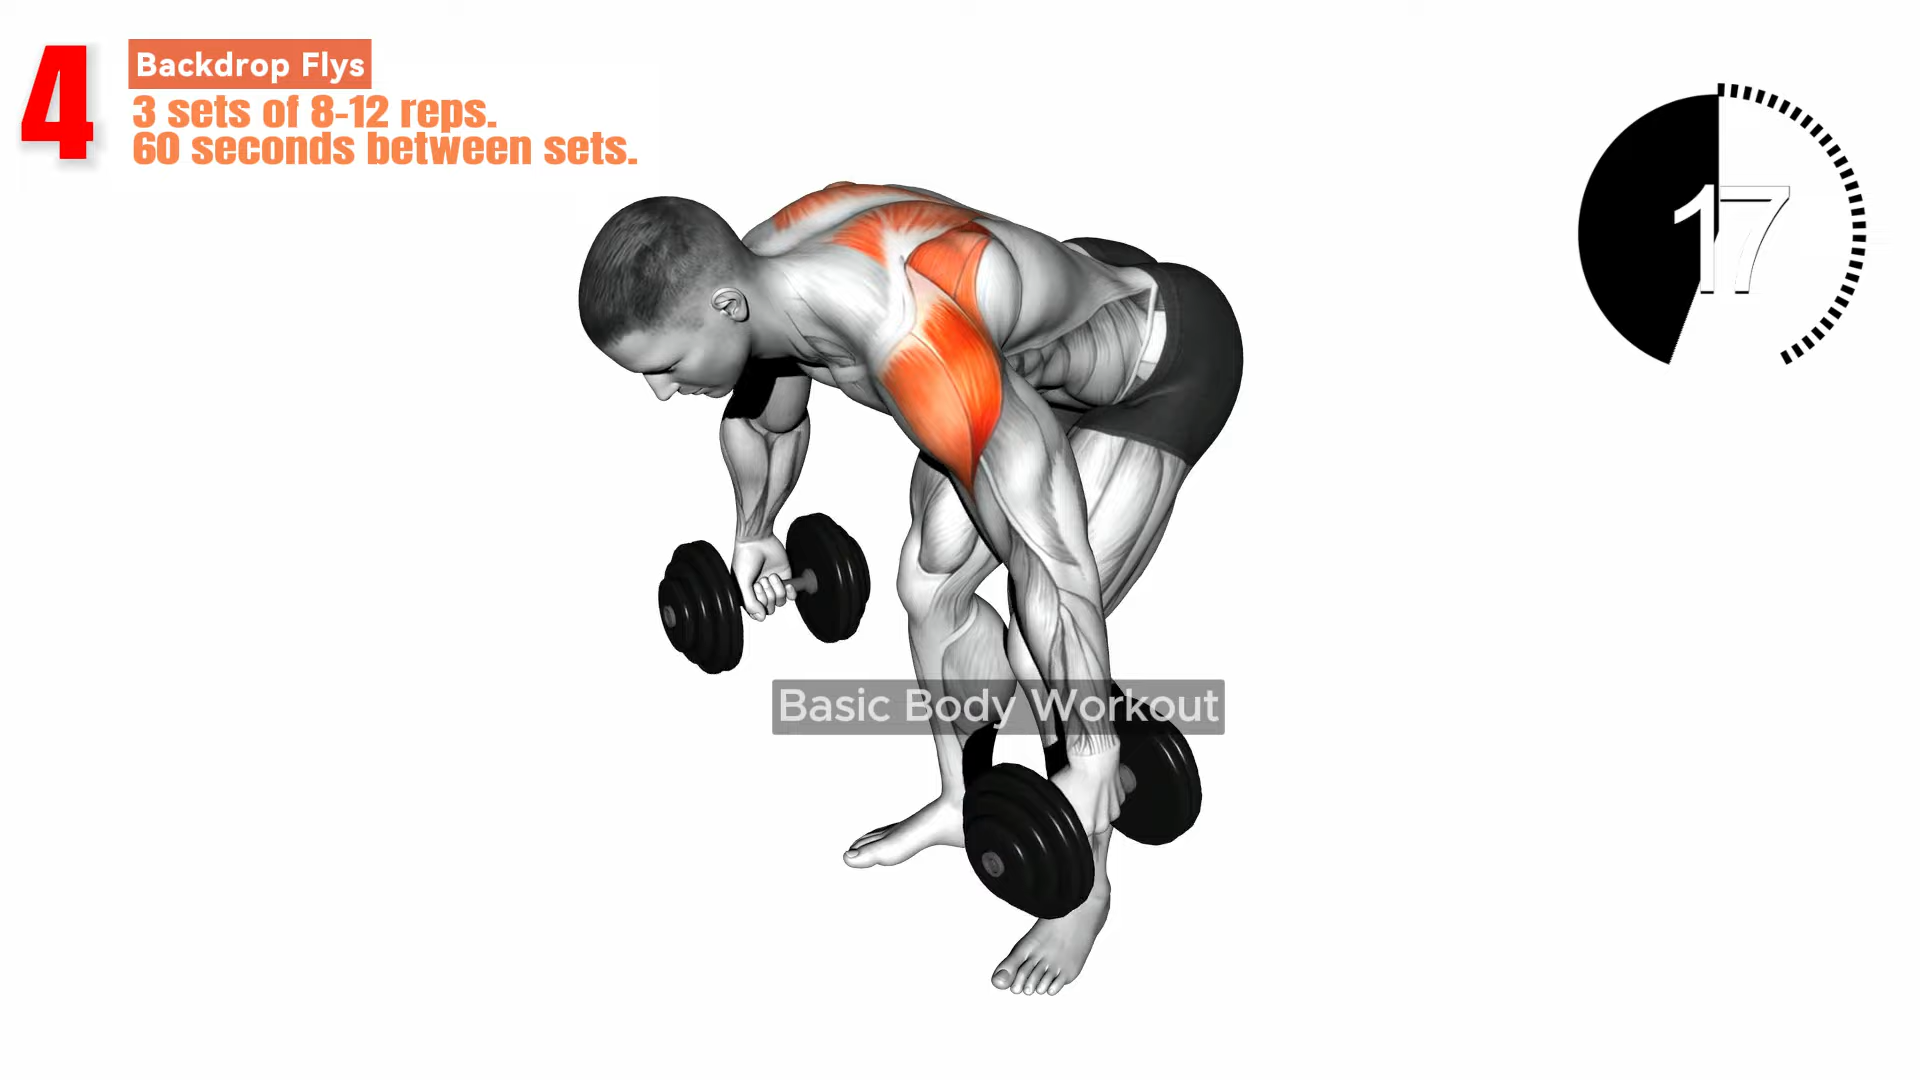 4
Backdrop Flys
3 sets of 8-12 reps.
60 seconds between sets.
17
Basic Body Workout